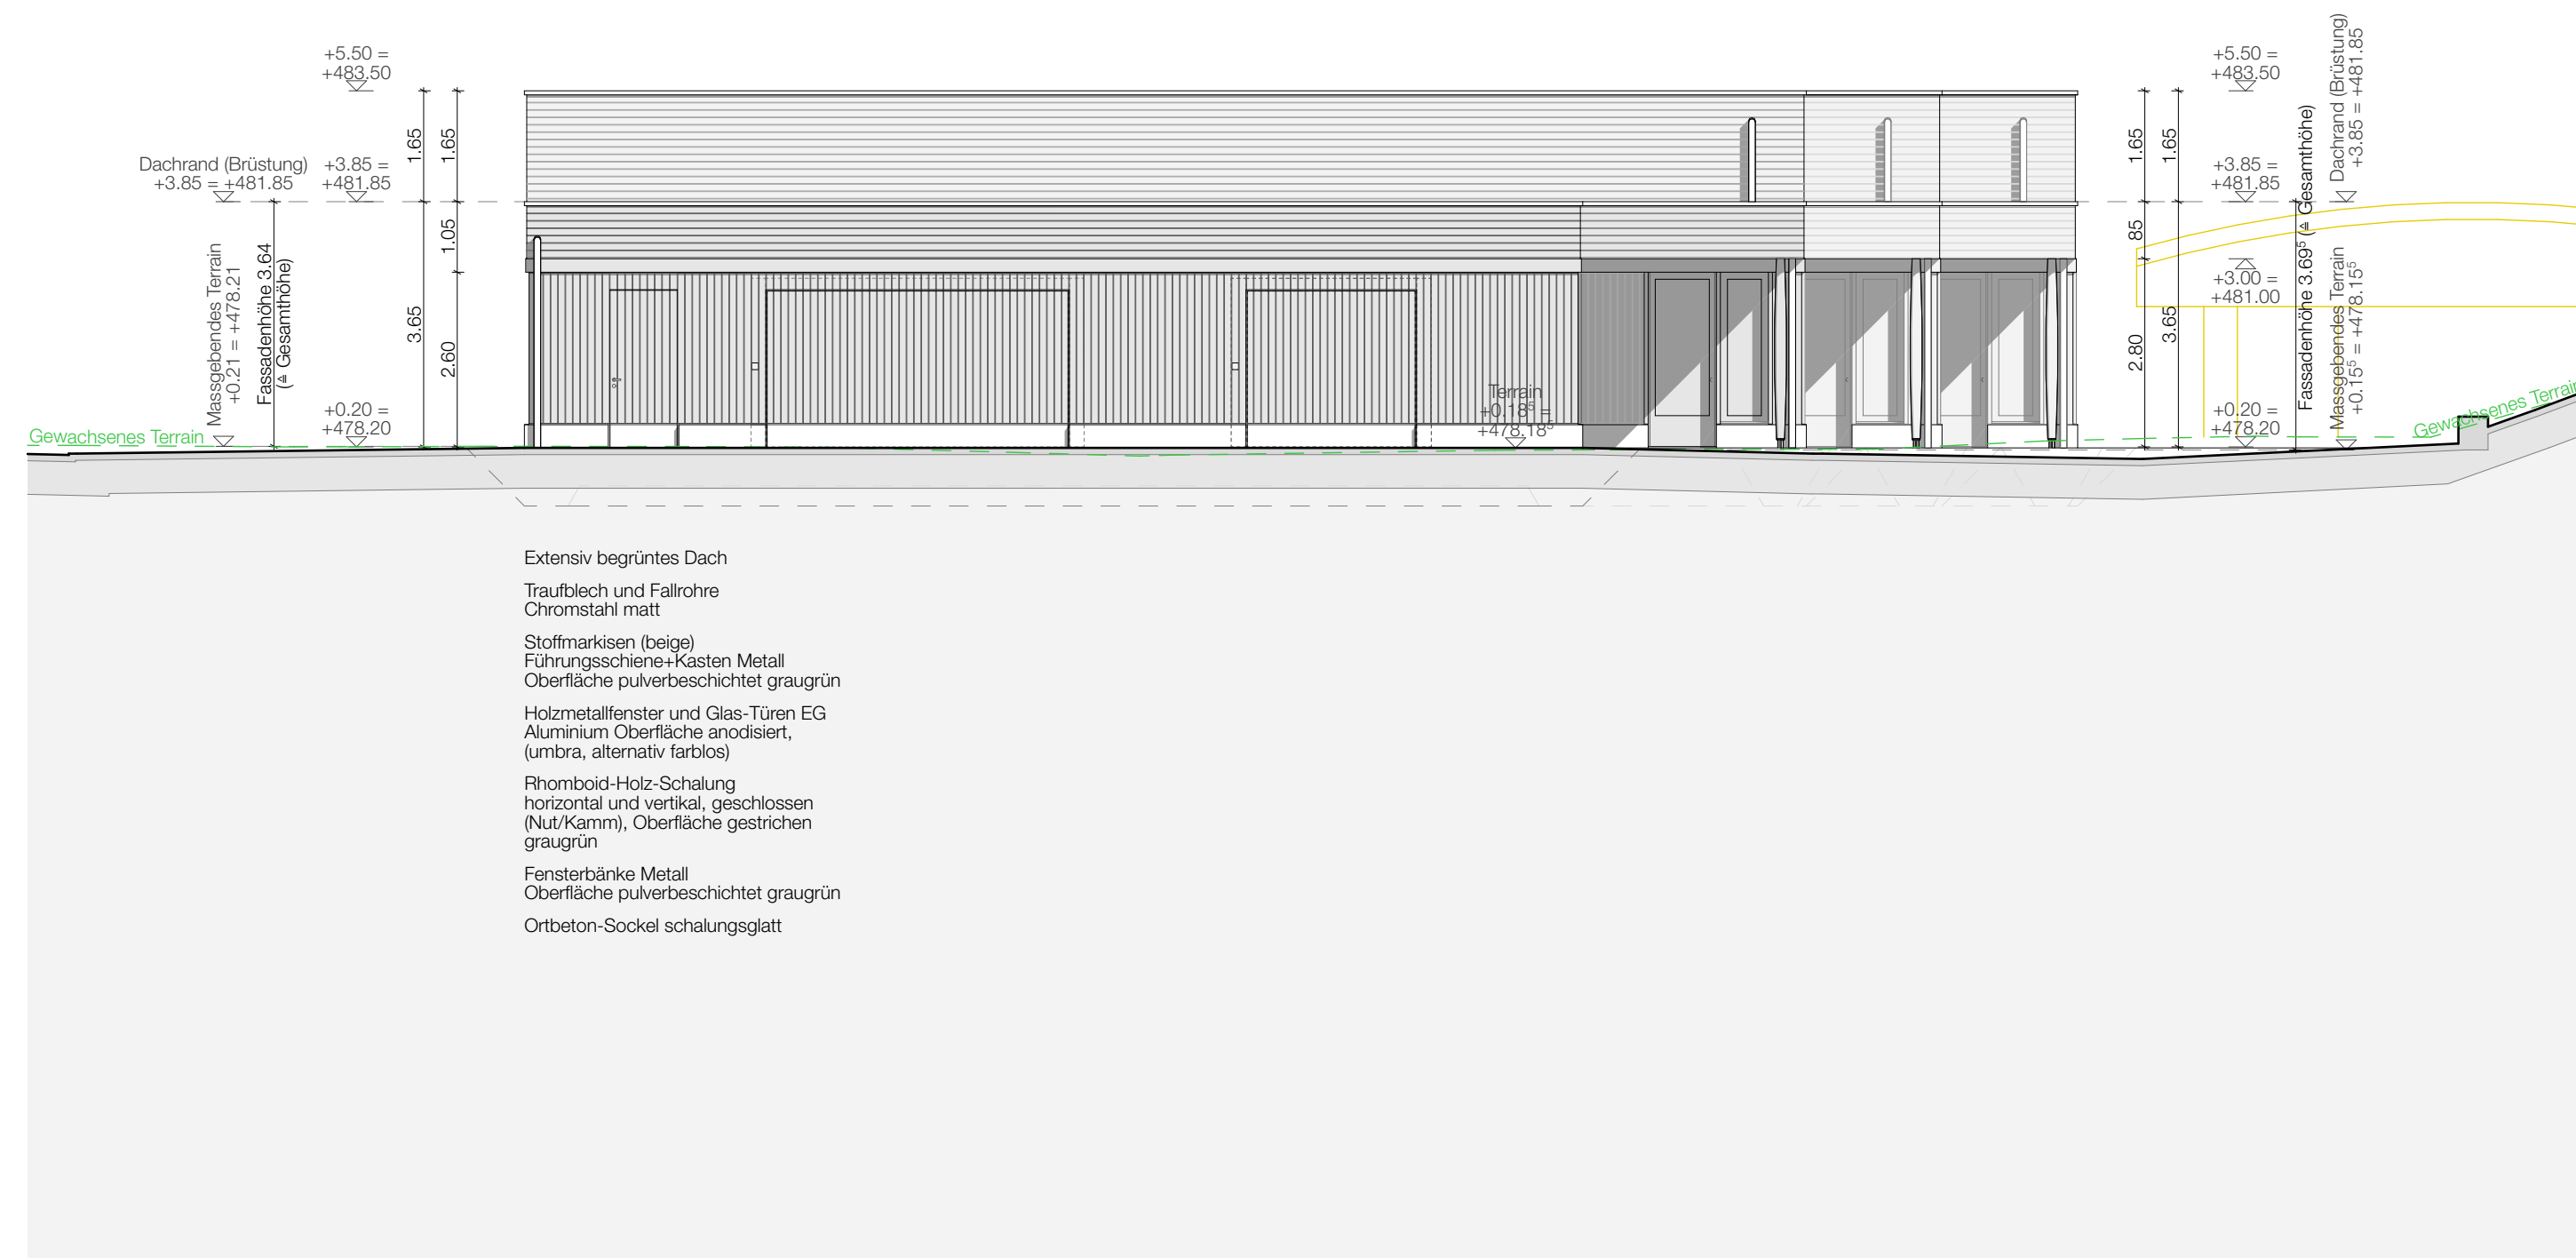 +5.50 =
+483.50
1.65
1.65
Dachrand (Brüstung)
+3.85 = +481.85
+3.85 =
+481.85
1.05
3.65
2.60
Massgebendes Terrain
+0.21 = +478.21
Fassadenhöhe 3.64
(≙ Gesamthöhe)
+0.20 =
+478.20
Gewachsenes Terrain
Terrain
+0.18⁵ =
+478.18⁵
1.65
1.65
+5.50 =
+483.50
+3.85 =
+481.85
85
2.80
3.65
+3.00 =
+481.00
+0.20 =
+478.20
Fassadenhöhe 3.69⁵ (≙ Gesamthöhe)
Dachrand (Brüstung)
+3.85 = +481.85
Massgebendes Terrain
+0.15⁵ = +478.15⁵
Gewachsenes Terrain
Extensiv begrüntes Dach
Traufblech und Fallrohre
Chromstahl matt
Stoffmarkisen (beige)
Führungsschiene+Kasten Metall
Oberfläche pulverbeschichtet graugrün
Holzmetallfenster und Glas-Türen EG
Aluminium Oberfläche anodisiert,
(umbra, alternativ farblos)
Rhomboid-Holz-Schalung
horizontal und vertikal, geschlossen
(Nut/Kamm), Oberfläche gestrichen
graugrün
Fensterbänke Metall
Oberfläche pulverbeschichtet graugrün
Ortbeton-Sockel schalungsglatt